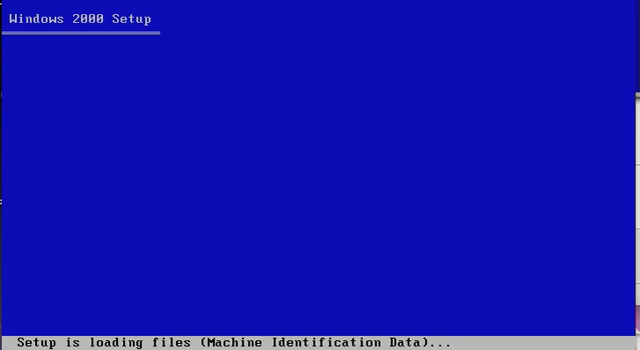 Windows 2000 Setup
Setup is loading files (Machine Identification Data)...